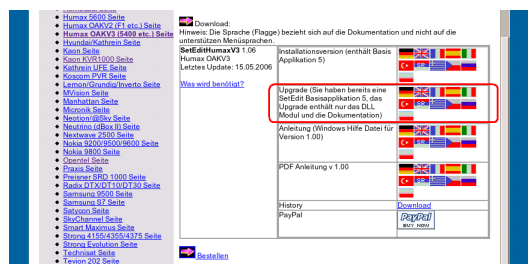 Humax 5600 Seite
Humax OAKV2 (F1 etc.) Seite
Humax OAKV3 (5400 etc.) Seite
Hyundai/Kathrein Seite
Kaon Seite
Kaon KVR1000 Seite
Kathrein UFE Seite
Koscom PVR Seite
Lemon/Grundig/Inverto Seite
MVision Seite
Manhattan Seite
Micronik Seite
Neotion/@Sky Seite
Neutrino (dBox II) Seite
Nextwave 2500 Seite
Nokia 9200/9500/9600 Seite
Nokia 9800 Seite
Opentel Seite
Praxis Seite
Preisner SRD 1000 Seite
Radix DTX/DT10/DT30 Seite
Samsung 9500 Seite
Samsung S7 Seite
Satycon Seite
SkyChannel Seite
Smart Maximus Seite
Strong 4155/4355/4375 Seite
Strong Evolution Seite
Technisat Seite
Tevion 202 Seite
Download:
Hinweis: Die Sprache (Flagge) bezieht sich auf die Dokumentation und nicht auf die
unterstützen Menüsprachen.
SetEditHumaxV3 1.06
Humax OAKV3
Letztes Update: 15.05.2006
Was wird benötigt?
Installationsversion (enthält Basis
Applikation 5)
SR
Upgrade (Sie haben bereits eine
SetEdit Basisapplikation 5, das
Upgrade enthält nur das DLL
Modul und die Dokumentation)
SR
Anleitung (Windows Hilfe Datei für
Version 1.00)
SR
PDF Anleitung v 1.00
SR
History
Download
PayPal
PayPal
BUY NOW
Bestellen